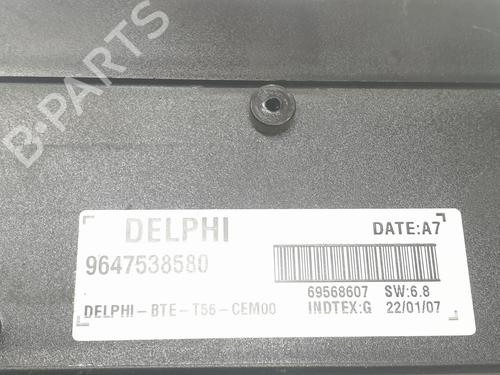 B-PARTS
DELPHI
DATE:A7
9647538580
69568607 SW:6.8
DELPHI-BTE-T56-CEM00
INDTEX:G 22/01/07